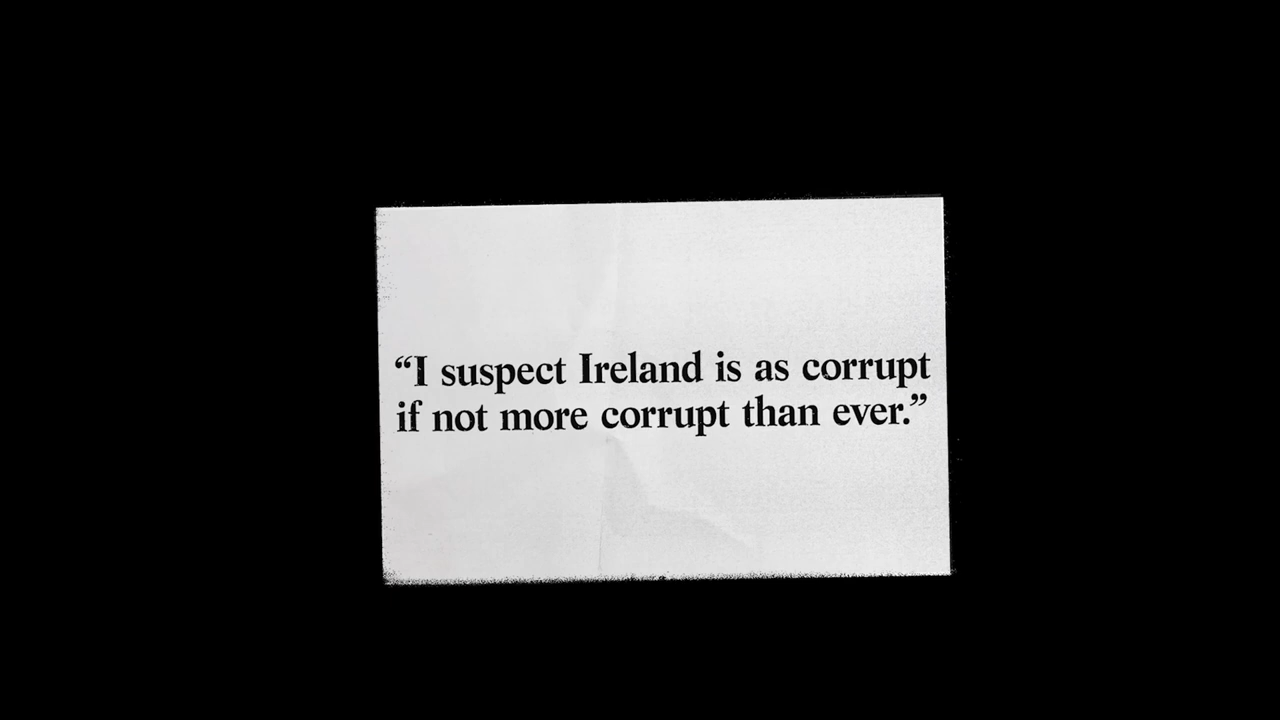 “I suspect Ireland is as corrupt
if not more corrupt than ever.”